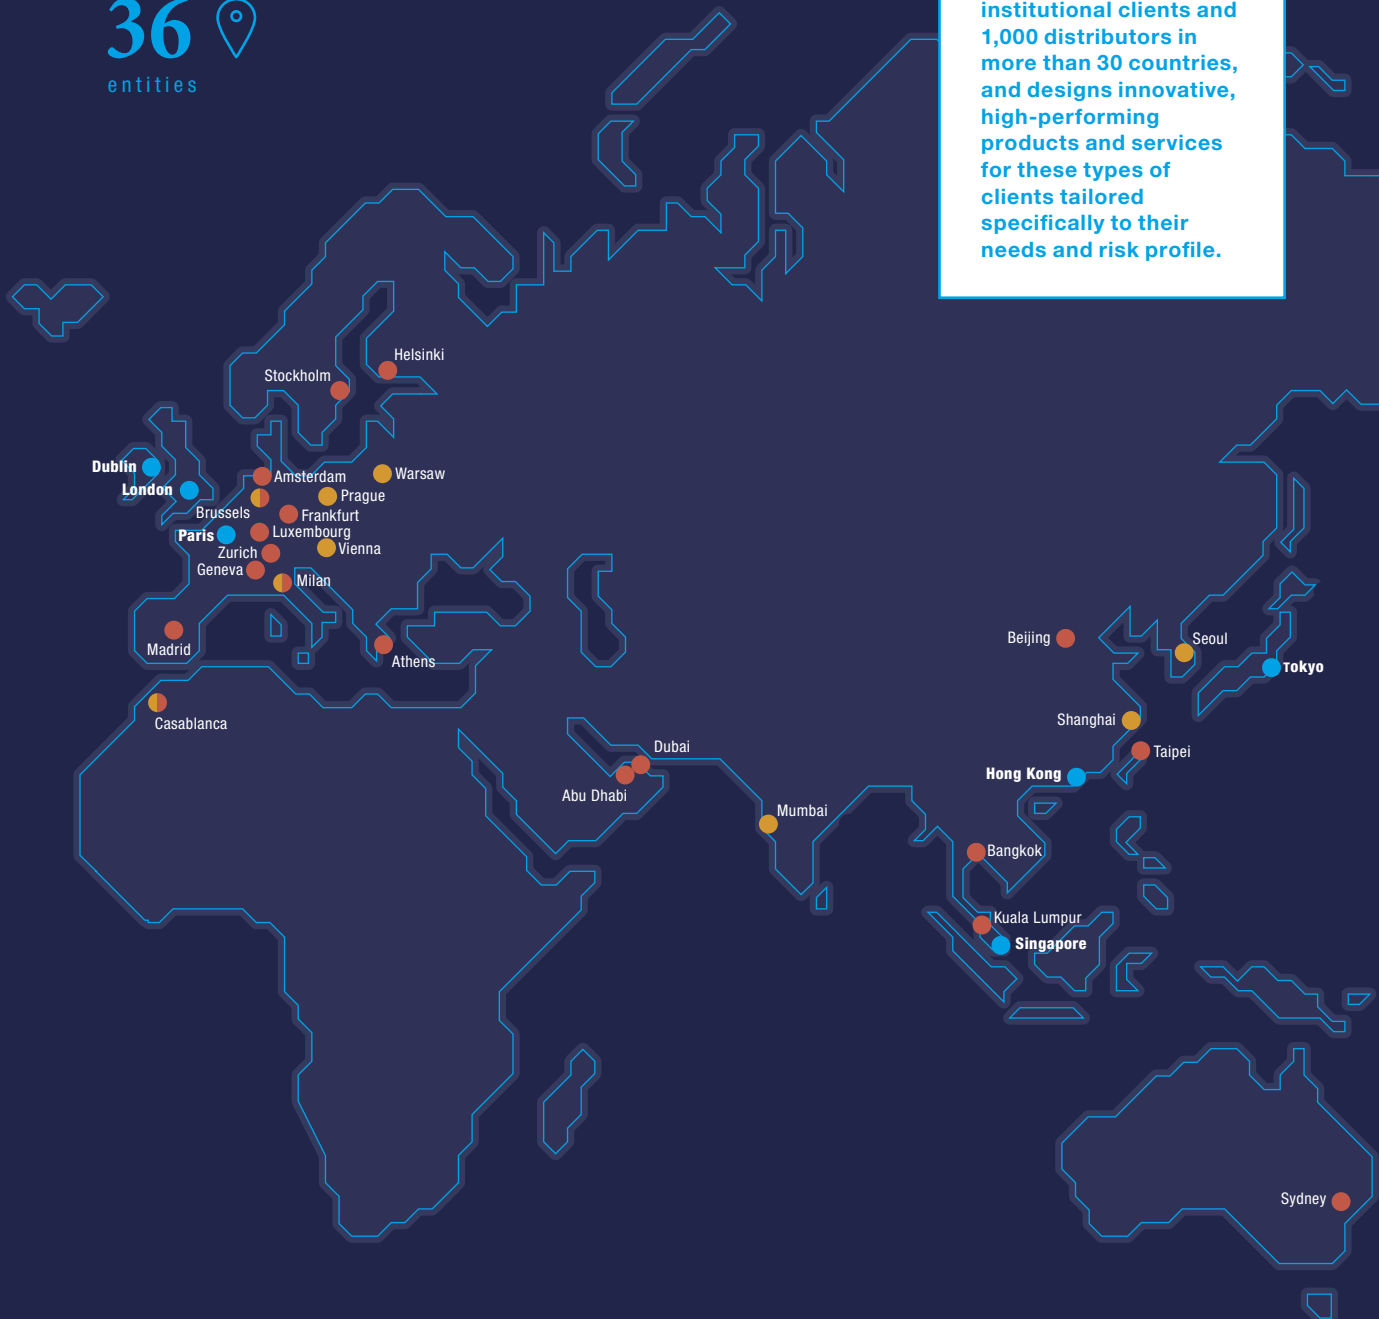 36
entities
institutional clients and
1,000 distributors in
more than 30 countries,
and designs innovative,
high-performing
products and services
for these types of
clients tailored
specifically to their
needs and risk profile.
Helsinki
Stockholm
Dublin
London
Amsterdam
Warsaw
Brussels
Prague
Frankfurt
Paris
Luxembourg
Zurich
Vienna
Geneva
Milan
Madrid
Athens
Casablanca
Beijing
Seoul
Tokyo
Shanghai
Taipei
Hong Kong
Dubai
Abu Dhabi
Mumbai
Bangkok
Kuala Lumpur
Singapore
Sydney